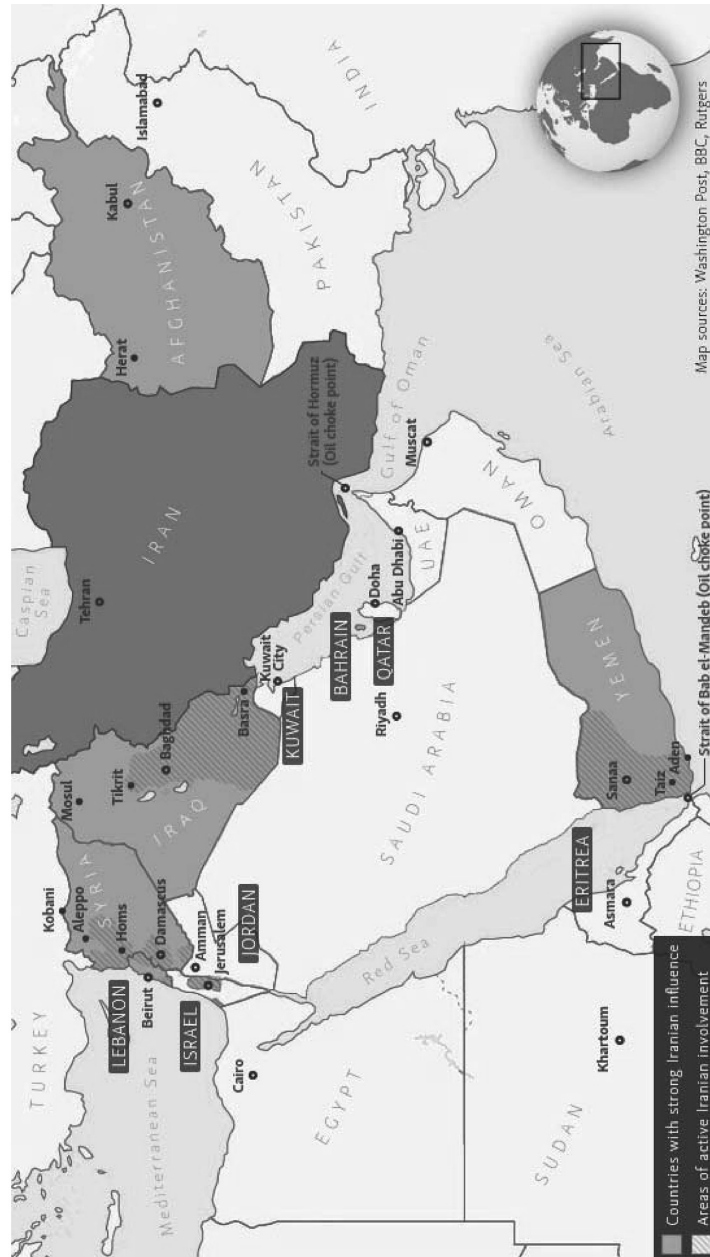 TURKEY
Caspian
Sea
Kobani
Mosul
Aleppo
SYRIA
Homs
Tehran
Kabul
Herat
AFGHANISTAN
Islamabad
Mediterranean Sea
LEBANON
Beirut
Damascus
Tikrit
Baghdad
IRAQ
IRAN
ISRAEL
Amman
Jerusalem
JORDAN
Basra
Kuwait
City
KUWAIT
PAKISTAN
INDIA
Cairo
EGYPT
Persian Gulf
BAHRAIN
Strait of Hormuz
(Oil choke point)
QATAR
Doha
Abu Dhabi
UAE
Gulf of Oman
Muscat
Riyadh
SAUDI ARABIA
OMAN
Red Sea
Arabian Sea
ERITREA
Asmara
Khartoum
SUDAN
ETHIOPIA
Sanaa
YEMEN
Taiz
Aden
Strait of Bab el-Mandeb (Oil choke point)
Countries with strong Iranian influence
Areas of active Iranian involvement
Map sources: Washington Post, BBC, Rutgers